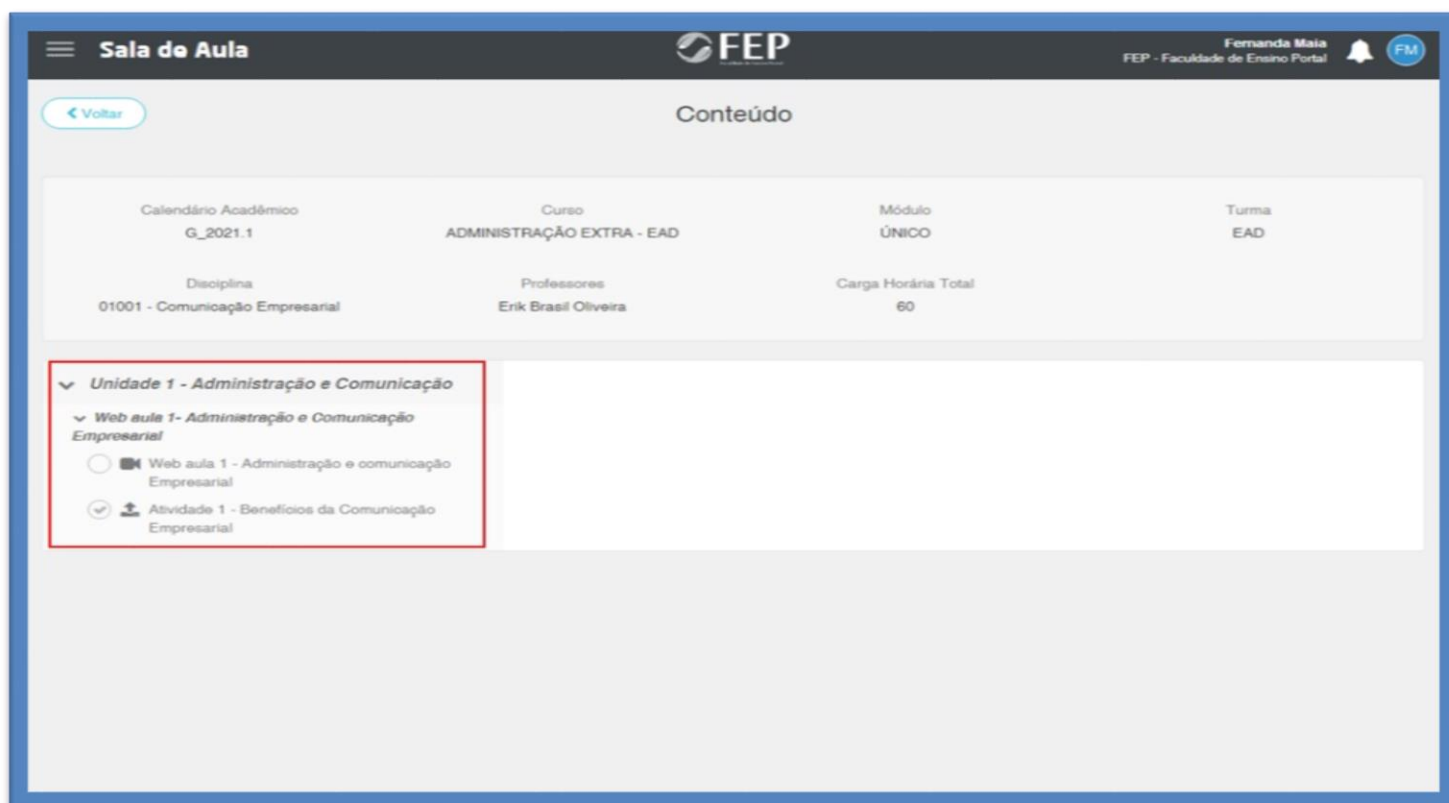 Sala de Aula
FEP
Fernanda Maia
FEP - Faculdade de Ensino Portal
FM
Voltar
Conteúdo
Calendário Acadêmico
G_2021.1
Curso
ADMINISTRAÇÃO EXTRA - EAD
Módulo
ÚNICO
Turma
EAD
Disciplina
01001 - Comunicação Empresarial
Professores
Erik Brasil Oliveira
Carga Horária Total
60
Unidade 1 - Administração e Comunicação
Web aula 1- Administração e Comunicação
Empresarial
Web aula 1 - Administração e comunicação
Empresarial
Atividade 1 - Benefícios da Comunicação
Empresarial